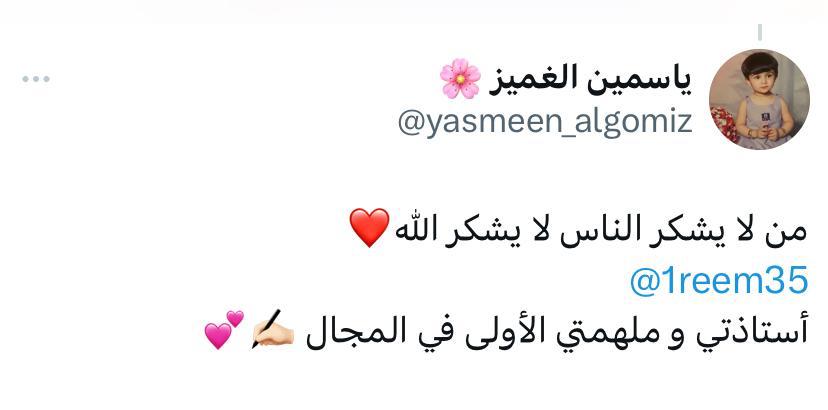 ياسمين الغميز 🌸
@yasmeen_algomiz
من لا يشكر الناس لا يشكر الله❤️
@1reem35
أستاذتي و ملهمتي الأولى في المجال ✍🏻💕